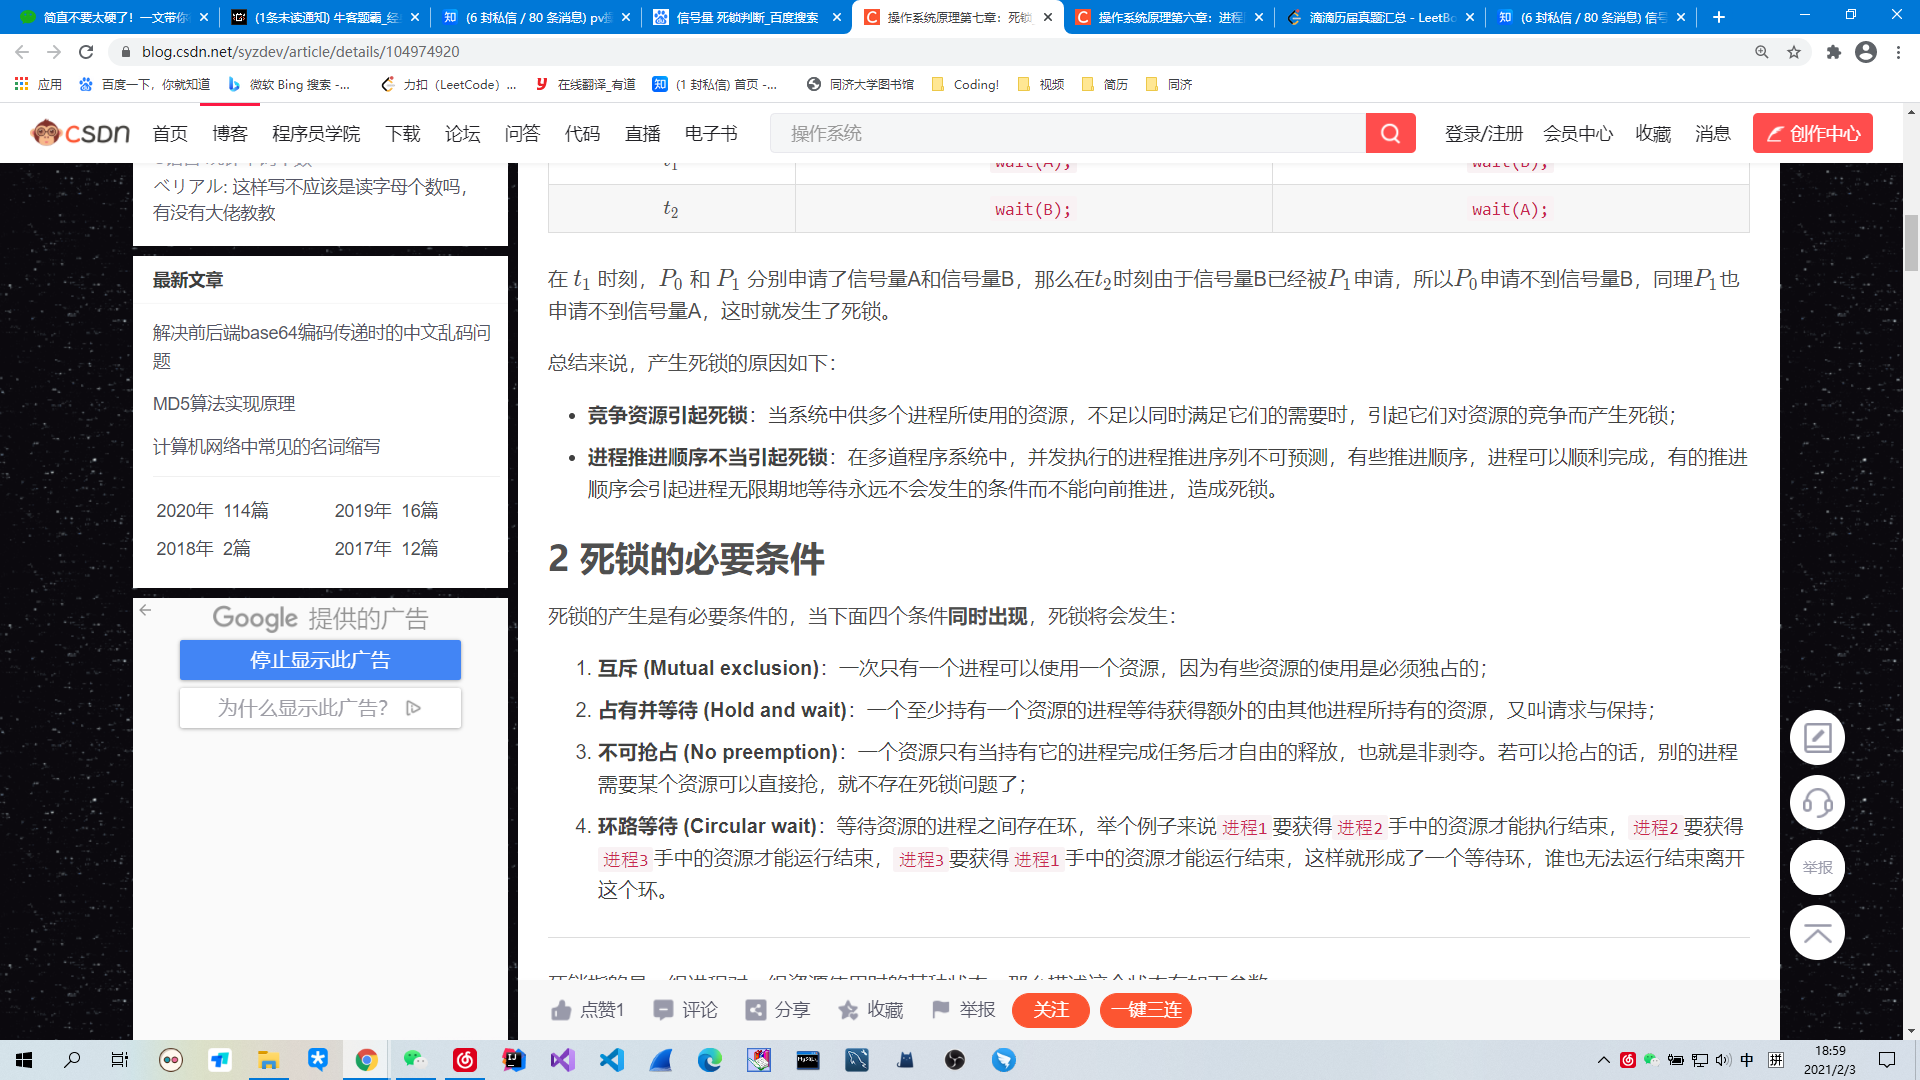 简直不要太硬了！一文带你
(1条未读通知) 牛客题霸_经
(6 封私信 / 80 条消息) pv操
信号量 死锁判断_百度搜索
操作系统原理第七章：死锁
操作系统原理第六章：进程
滴滴历届真题汇总 - LeetBo
(6 封私信 / 80 条消息) 信号
blog.csdn.net/syzdev/article/details/104974920
应用
百度一下，你就知道
微软 Bing 搜索 -...
力扣（LeetCode）...
在线翻译_有道
(1 封私信) 首页 -...
同济大学图书馆
Coding!
视频
简历
同济
CSDN
首页 博客 程序员学院 下载 论坛 问答 代码 直播 电子书
操作系统
登录/注册 会员中心 收藏 消息 创作中心
ベリアル: 这样写不应该是读字母个数吗，
有没有大佬教教
最新文章
解决前后端base64编码传递时的中文乱码问
题
MD5算法实现原理
计算机网络中常见的名词缩写
2020年 114篇 2019年 16篇
2018年 2篇 2017年 12篇
Google 提供的广告
停止显示此广告
为什么显示此广告？
t1 wait(A); wait(B);
t2 wait(B); wait(A);
在 t1 时刻，P0 和 P1 分别申请了信号量A和信号量B，那么在t2时刻由于信号量B已经被P1申请，所以P0申请不到信号量B，同理P1也
申请不到信号量A，这时就发生了死锁。
总结来说，产生死锁的原因如下：
• 竞争资源引起死锁：当系统中供多个进程所使用的资源，不足以同时满足它们的需要时，引起它们对资源的竞争而产生死锁；
• 进程推进顺序不当引起死锁：在多道程序系统中，并发执行的进程推进序列不可预测，有些推进顺序，进程可以顺利完成，有的推进
顺序会引起进程无限期地等待永远不会发生的条件而不能向前推进，造成死锁。
2 死锁的必要条件
死锁的产生是有必要条件的，当下面四个条件同时出现，死锁将会发生：
1. 互斥 (Mutual exclusion)：一次只有一个进程可以使用一个资源，因为有些资源的使用是必须独占的；
2. 占有并等待 (Hold and wait)：一个至少持有一个资源的进程等待获得额外的由其他进程所持有的资源，又叫请求与保持；
3. 不可抢占 (No preemption)：一个资源只有当持有它的进程完成任务后才自由的释放，也就是非剥夺。若可以抢占的话，别的进程
需要某个资源可以直接抢，就不存在死锁问题了；
4. 环路等待 (Circular wait)：等待资源的进程之间存在环，举个例子来说 进程1 要获得 进程2 手中的资源才能执行结束， 进程2 要获得
进程3 手中的资源才能运行结束， 进程3 要获得 进程1 手中的资源才能运行结束，这样就形成了一个等待环，谁也无法运行结束离开
这个环。
点赞1 评论 分享 收藏 举报 关注 一键三连
举报
中
拼
18:59
2021/2/3